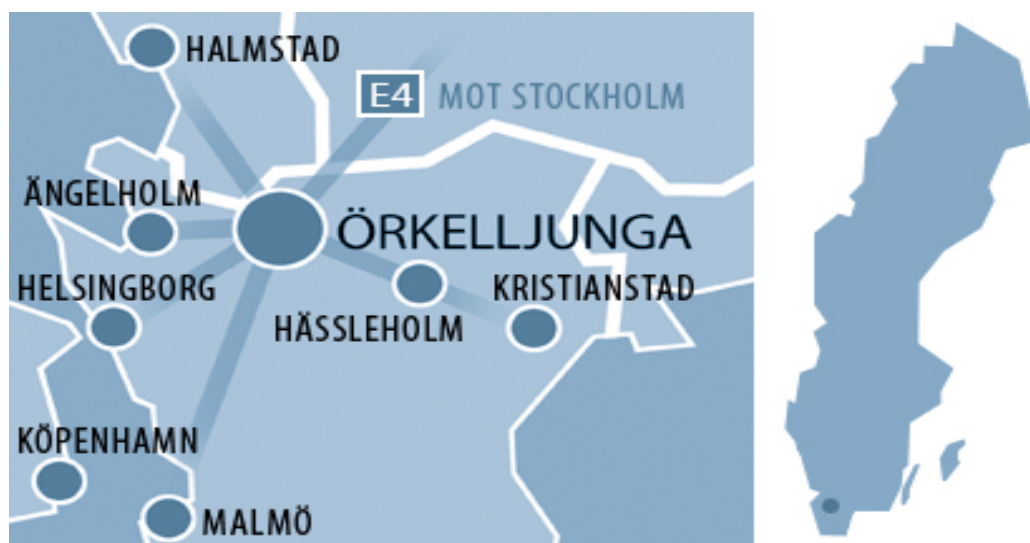 HALMSTAD
E4 MOT STOCKHOLM
ÄNGELHOLM
ÖRKELLJUNGA
HELSINGBORG
KRISTIANSTAD
HÄSSLEHOLM
KÖPENHAMN
MALMÖ